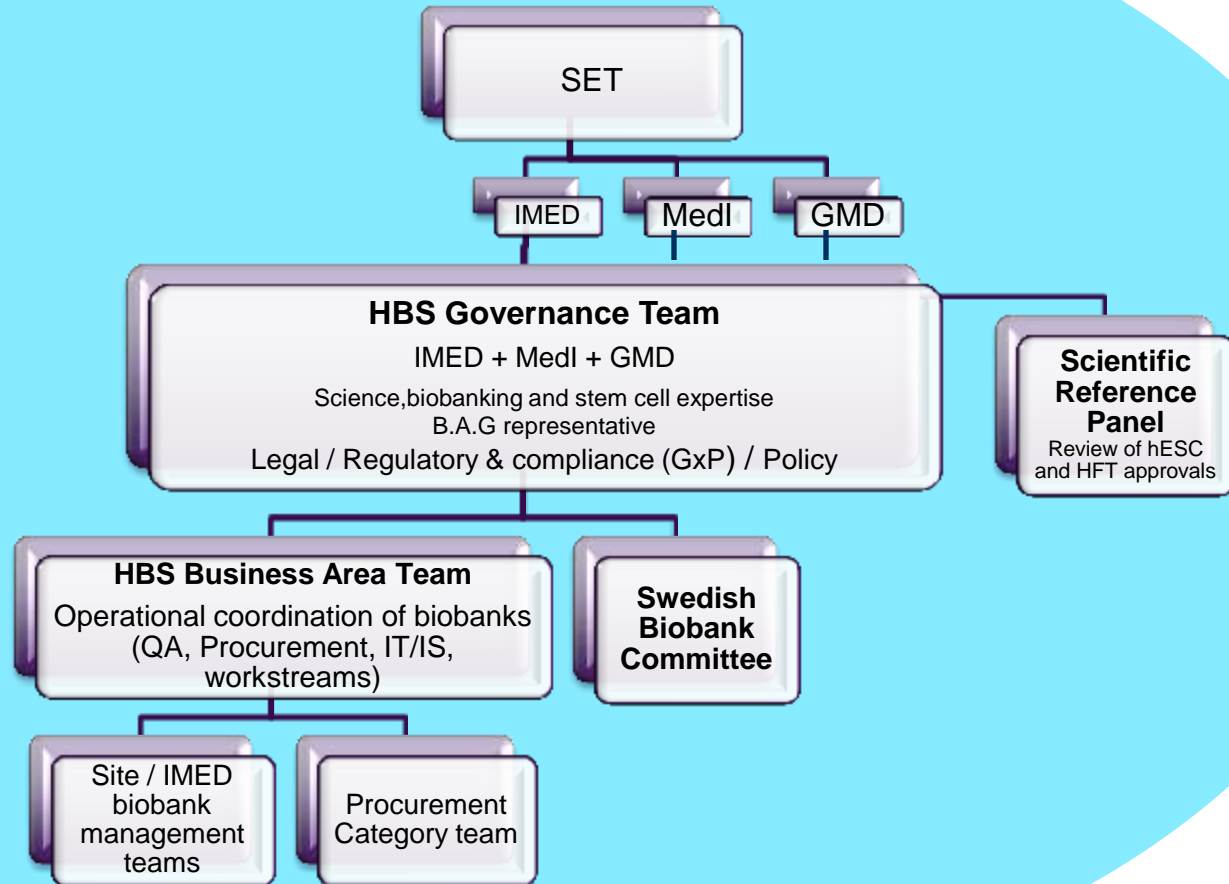 SET
IMED
MedI
GMD
HBS Governance Team
IMED + MedI + GMD
Science,biobanking and stem cell expertise
B.A.G representative
Legal / Regulatory & compliance (GxP) / Policy
Scientific
Reference
Panel
Review of hESC
and HFT approvals
HBS Business Area Team
Operational coordination of biobanks
(QA, Procurement, IT/IS,
workstreams)
Swedish
Biobank
Committee
Site / IMED
biobank
management
teams
Procurement
Category team